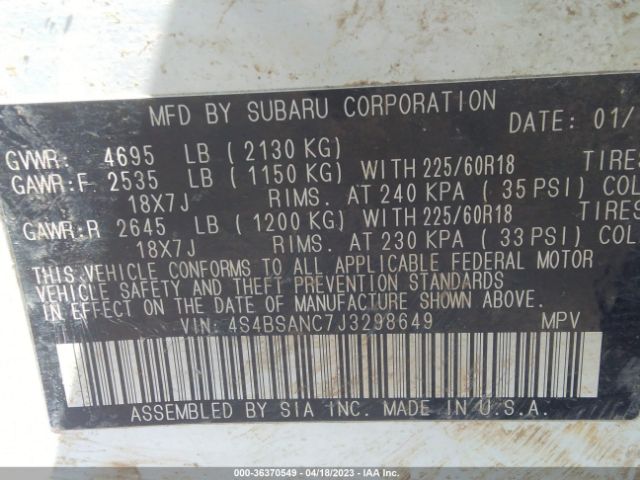 MFD BY SUBARU CORPORATION DATE: 01/
GVWR: 4695 LB ( 2130 KG)
GAWR: F 2535 LB ( 1150 KG) WITH 225/60R18 TIRES
18X7J RIMS. AT 240 KPA ( 35 PSI) COL
GAWR: R 2645 LB ( 1200 KG) WITH 225/60R18 TIRES
18X7J RIMS. AT 230 KPA ( 33 PSI) COL
THIS VEHICLE CONFORMS TO ALL APPLICABLE FEDERAL MOTOR
VEHICLE SAFETY AND THEFT PREVENTION STANDARDS
IN EFFECT ON THE DATE OF MANUFACTURE SHOWN ABOVE.
VIN: 4S4BSANC7J3298649 MPV
ASSEMBLED BY SIA INC. MADE IN U.S.A.
000-36370549 - 04/18/2023 - IAA Inc.